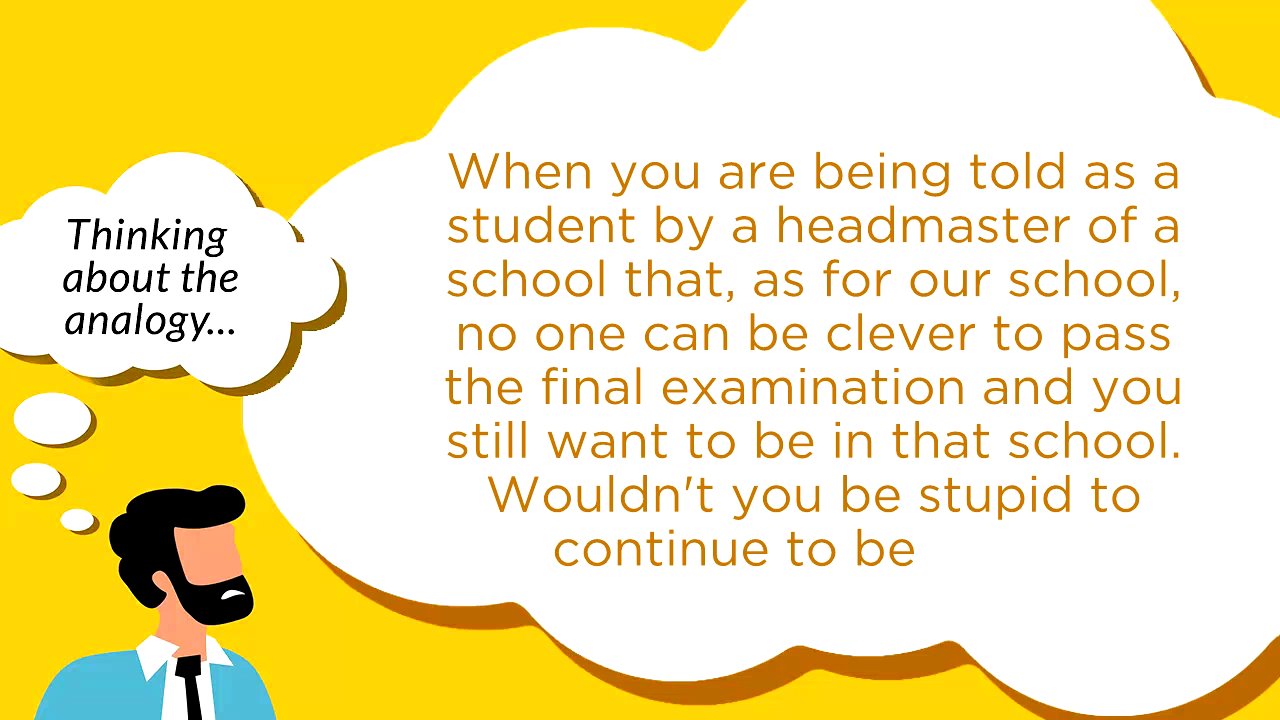 Thinking
about the
analogy...
When you are being told as a
student by a headmaster of a
school that, as for our school,
no one can be clever to pass
the final examination and you
still want to be in that school.
Wouldn't you be stupid to
continue to be